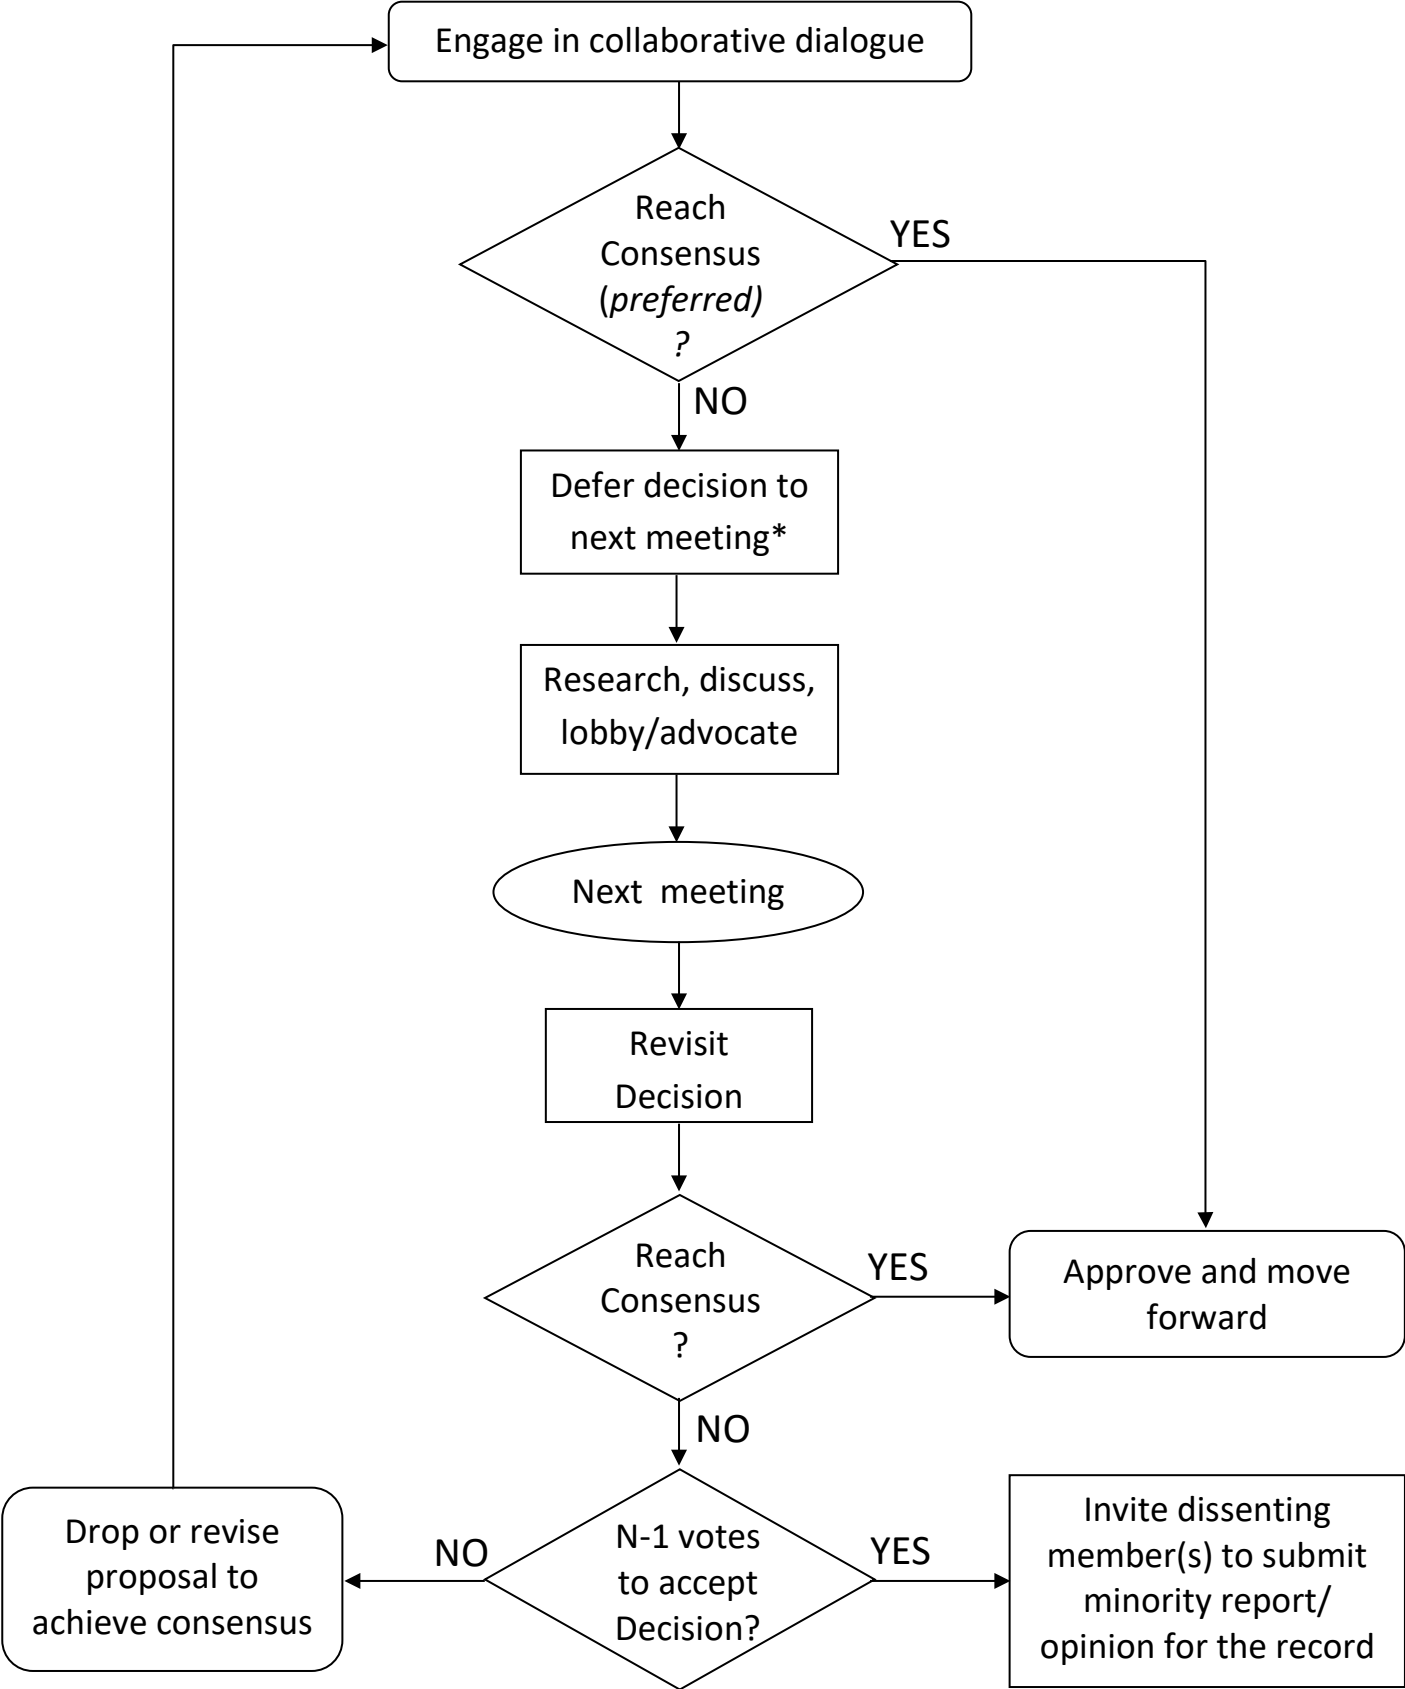 Engage in collaborative dialogue
Reach
Consensus
(preferred)
?
YES
NO
Defer decision to
next meeting*
Research, discuss,
lobby/advocate
Next  meeting
Revisit
Decision
Reach
Consensus
?
YES
Approve and move
forward
NO
N-1 votes
to accept
Decision?
NO
Drop or revise
proposal to
achieve consensus
YES
Invite dissenting
member(s) to submit
minority report/
opinion for the record